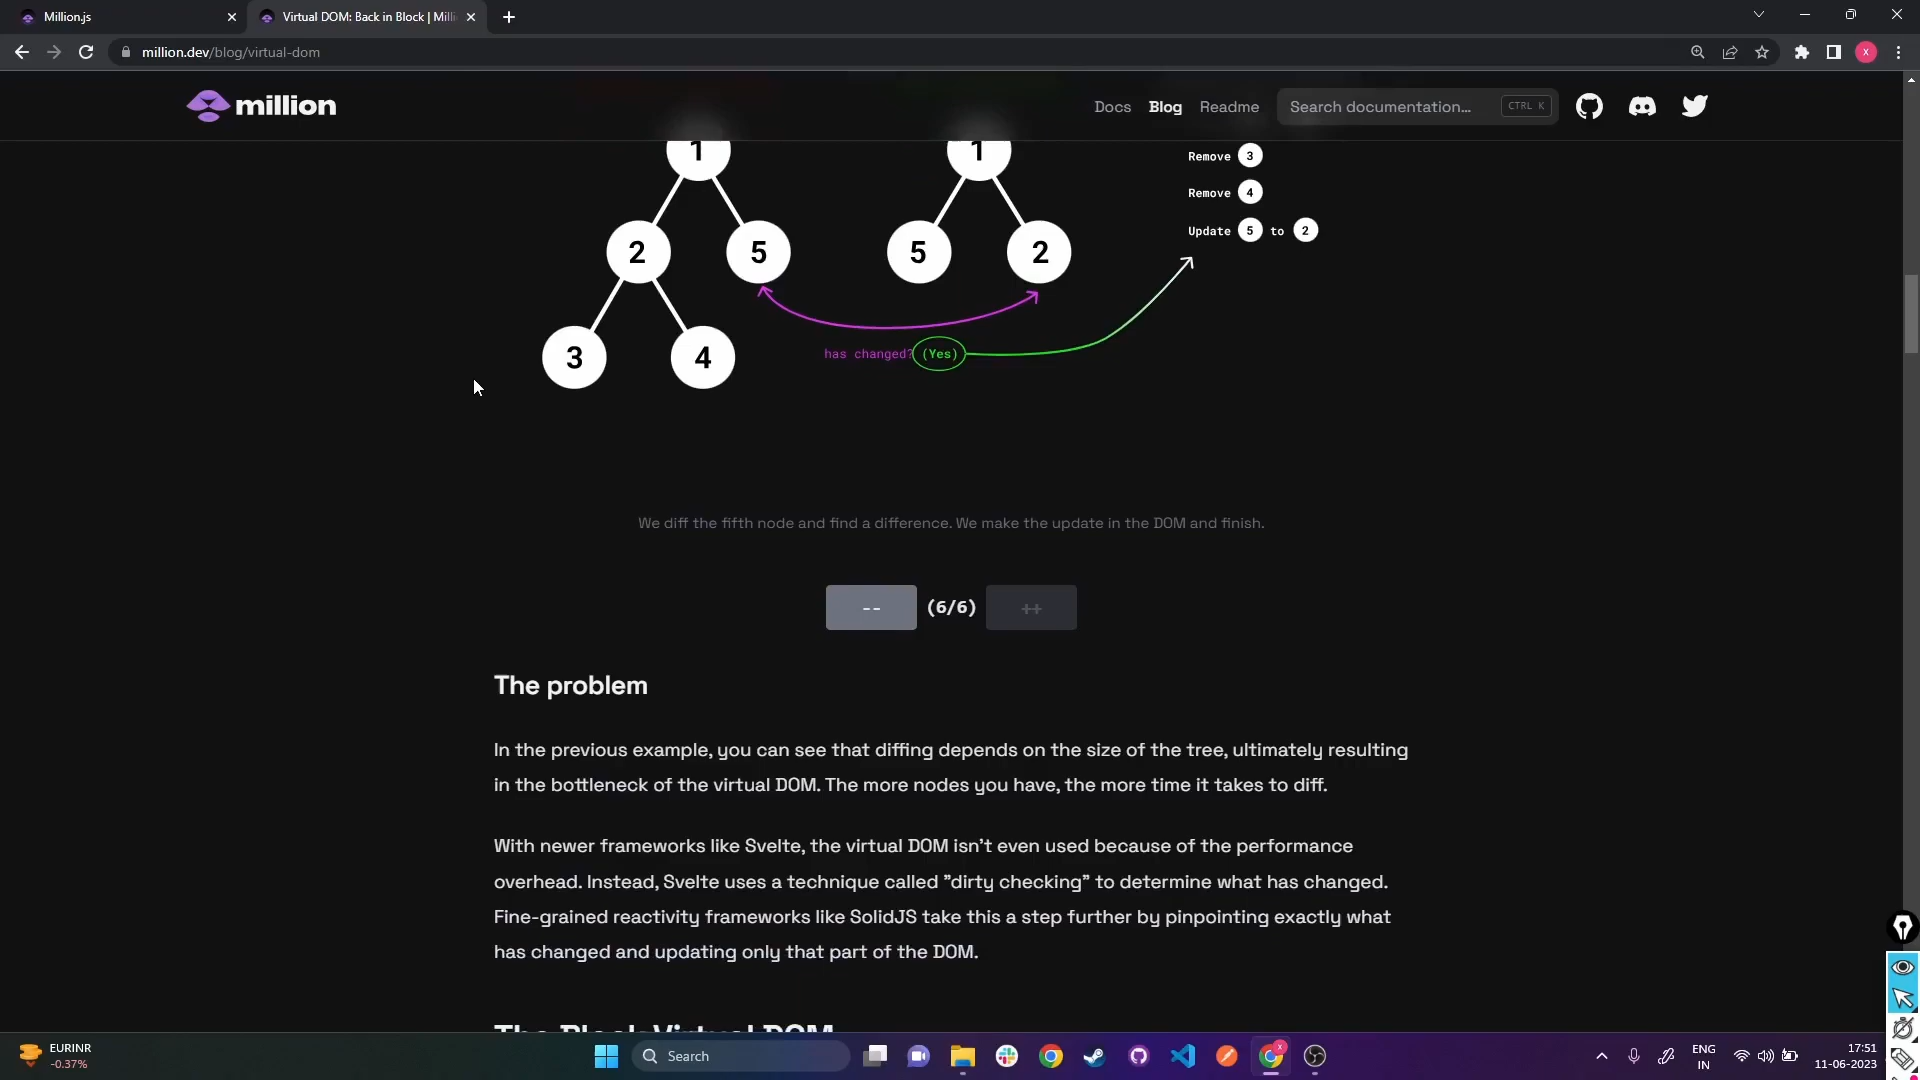 Million.js
Virtual DOM: Back in Block | Milli
million.dev/blog/virtual-dom
x
million
Docs
Blog
Readme
Search documentation...
CTRL K
1
1
Remove 3
Remove 4
Update 5 to 2
2
5
5
2
3
4
has changed? (Yes)
We diff the fifth node and find a difference. We make the update in the DOM and finish.
-- (6/6) ++
The problem
In the previous example, you can see that diffing depends on the size of the tree, ultimately resulting
in the bottleneck of the virtual DOM. The more nodes you have, the more time it takes to diff.
With newer frameworks like Svelte, the virtual DOM isn't even used because of the performance
overhead. Instead, Svelte uses a technique called "dirty checking" to determine what has changed.
Fine-grained reactivity frameworks like SolidJS take this a step further by pinpointing exactly what
has changed and updating only that part of the DOM.
The Block Virtual DOM
EURINR
-0.37%
Search
ENG
IN
17:51
11-06-2023